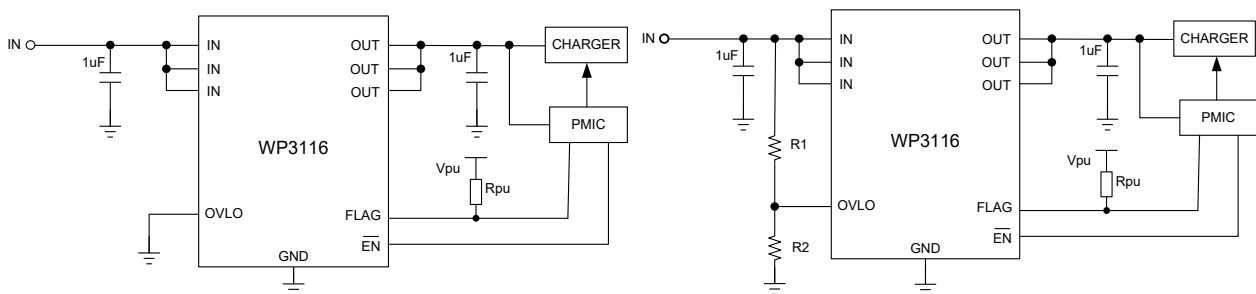 IN
1uF
IN
IN
IN
OUT
OUT
OUT
1uF
CHARGER
PMIC
WP3116
Vpu
Rpu
OVLO
FLAG
EN
GND
IN
1uF
IN
IN
IN
OUT
OUT
OUT
1uF
CHARGER
PMIC
R1
WP3116
Vpu
Rpu
OVLO
FLAG
EN
R2
GND